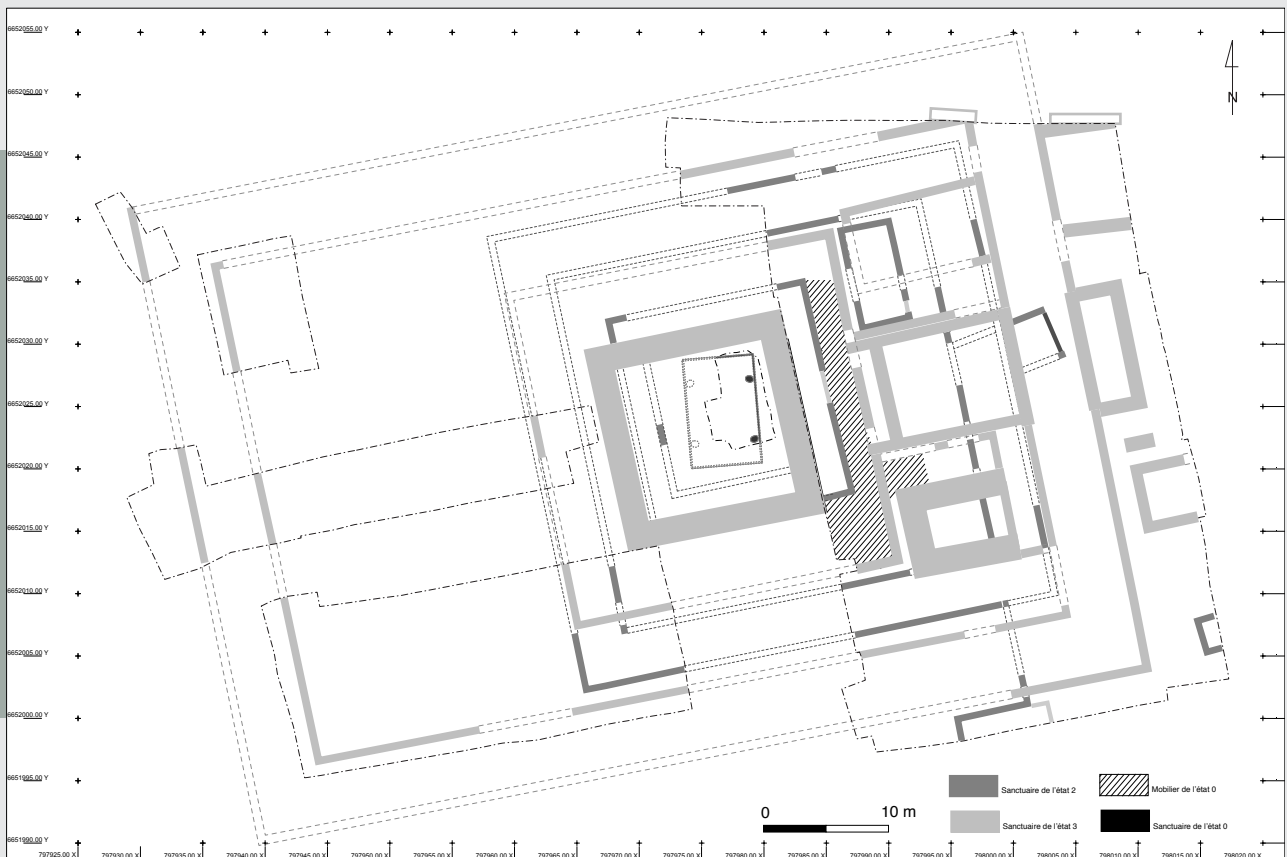 6652055.00 Y
6652050.00 Y
6652045.00 Y
6652040.00 Y
6652035.00 Y
6652030.00 Y
6652025.00 Y
6652020.00 Y
6652015.00 Y
6652010.00 Y
6652005.00 Y
6652000.00 Y
6651995.00 Y
6651990.00 Y
N
0 10 m
Sanctuaire de l'état 2
Mobilier de l'état 0
Sanctuaire de l'état 3
Sanctuaire de l'état 0
797925.00 X 797930.00 X 797935.00 X 797940.00 X 797945.00 X 797950.00 X 797955.00 X 797960.00 X 797965.00 X 797970.00 X 797975.00 X 797980.00 X 797985.00 X 797990.00 X 797995.00 X 798000.00 X 798005.00 X 798010.00 X 798015.00 X 798020.00 X